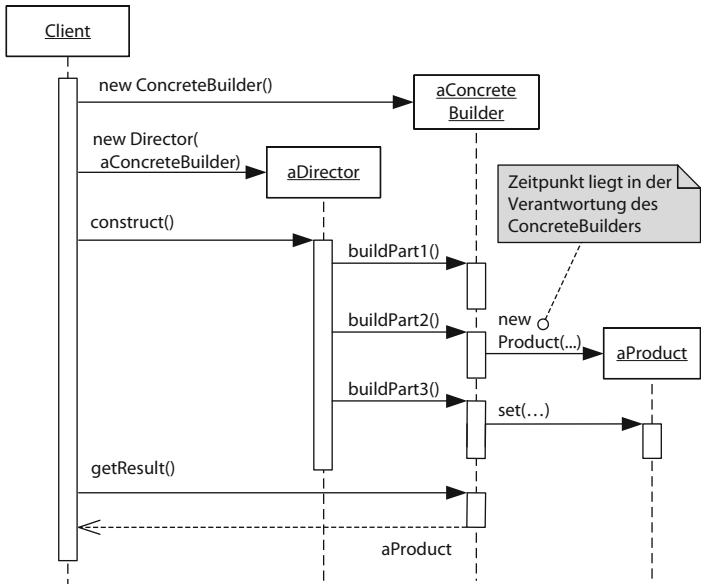 Client
new ConcreteBuilder()
aConcrete
Builder
new Director(
aConcreteBuilder)
aDirector
Zeitpunkt liegt in der
Verantwortung des
ConcreteBuilders
construct()
buildPart1()
buildPart2()
new
Product(...)
aProduct
buildPart3()
set(...)
getResult()
aProduct